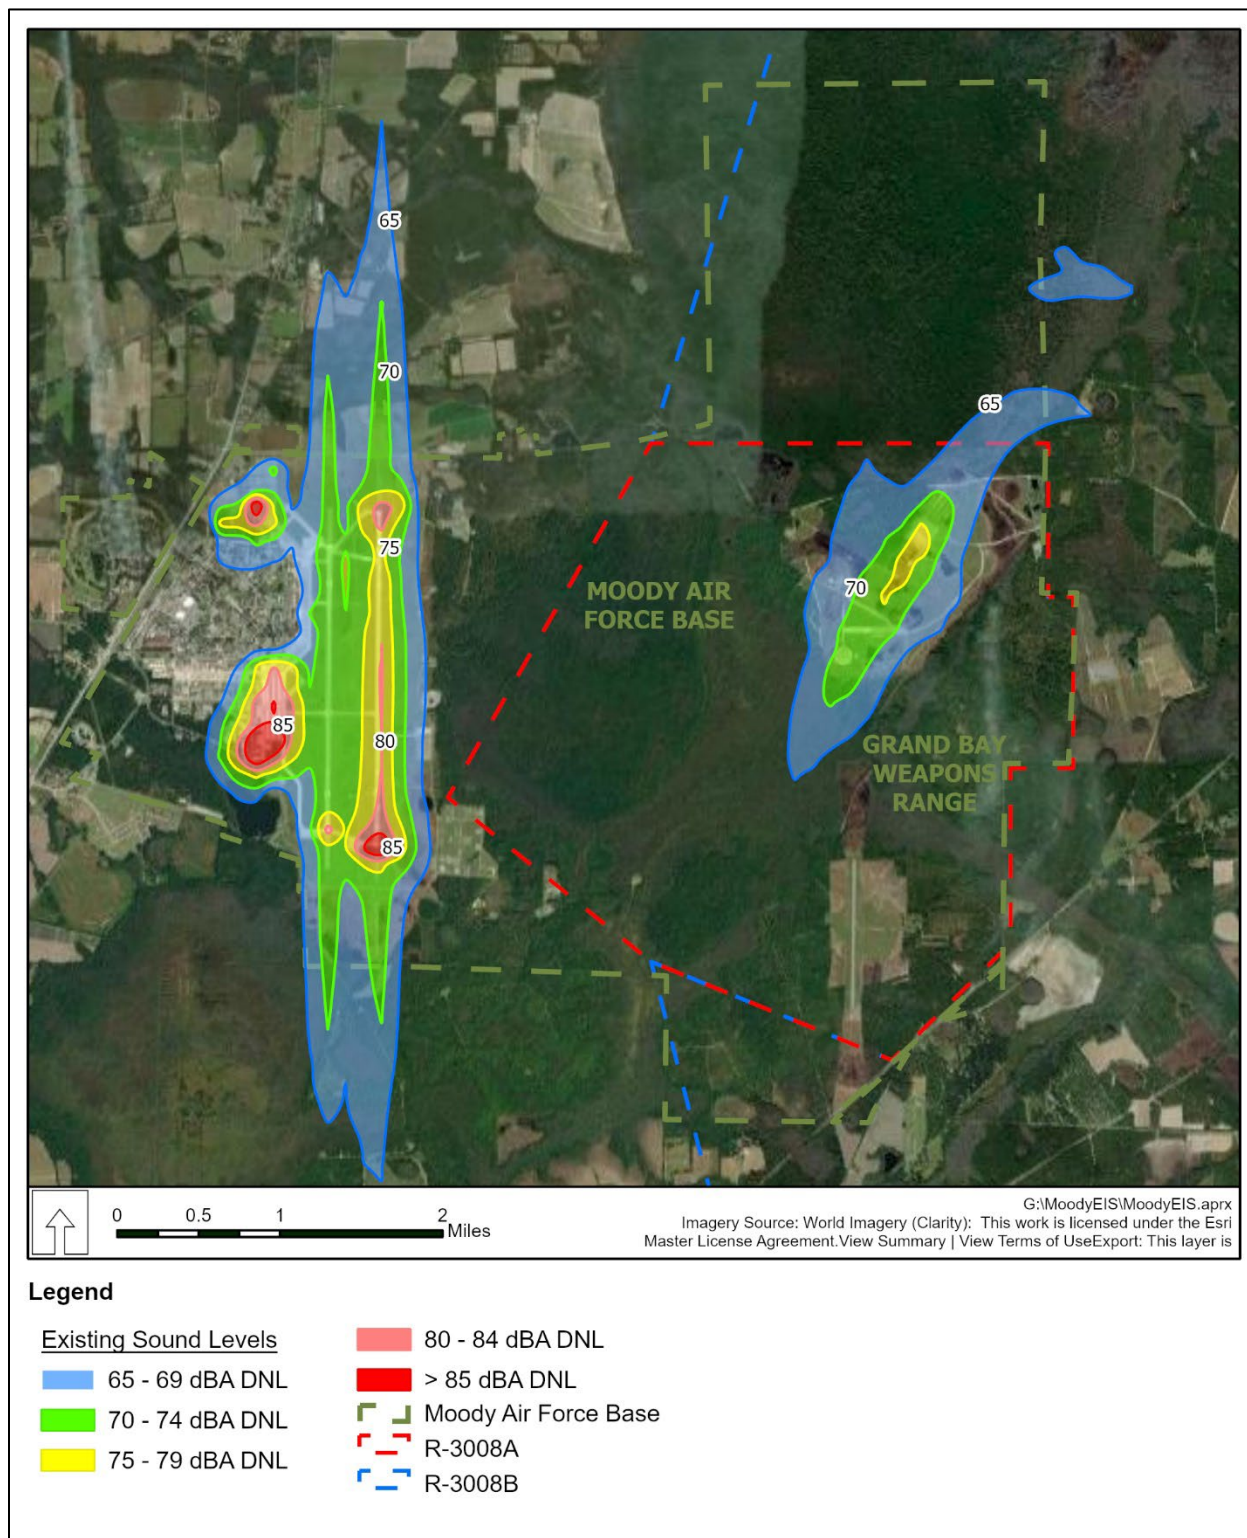 65
70
65
75
MOODY AIR
FORCE BASE
70
85
80
GRAND BAY
WEAPONS
RANGE
85
0 0.5 1 2
Miles
G:\MoodyEIS\MoodyEIS.aprx
Imagery Source: World Imagery (Clarity): This work is licensed under the Esri
Master License Agreement.View Summary | View Terms of UseExport: This layer is
Legend
Existing Sound Levels
65 - 69 dBA DNL
70 - 74 dBA DNL
75 - 79 dBA DNL
80 - 84 dBA DNL
> 85 dBA DNL
Moody Air Force Base
R-3008A
R-3008B